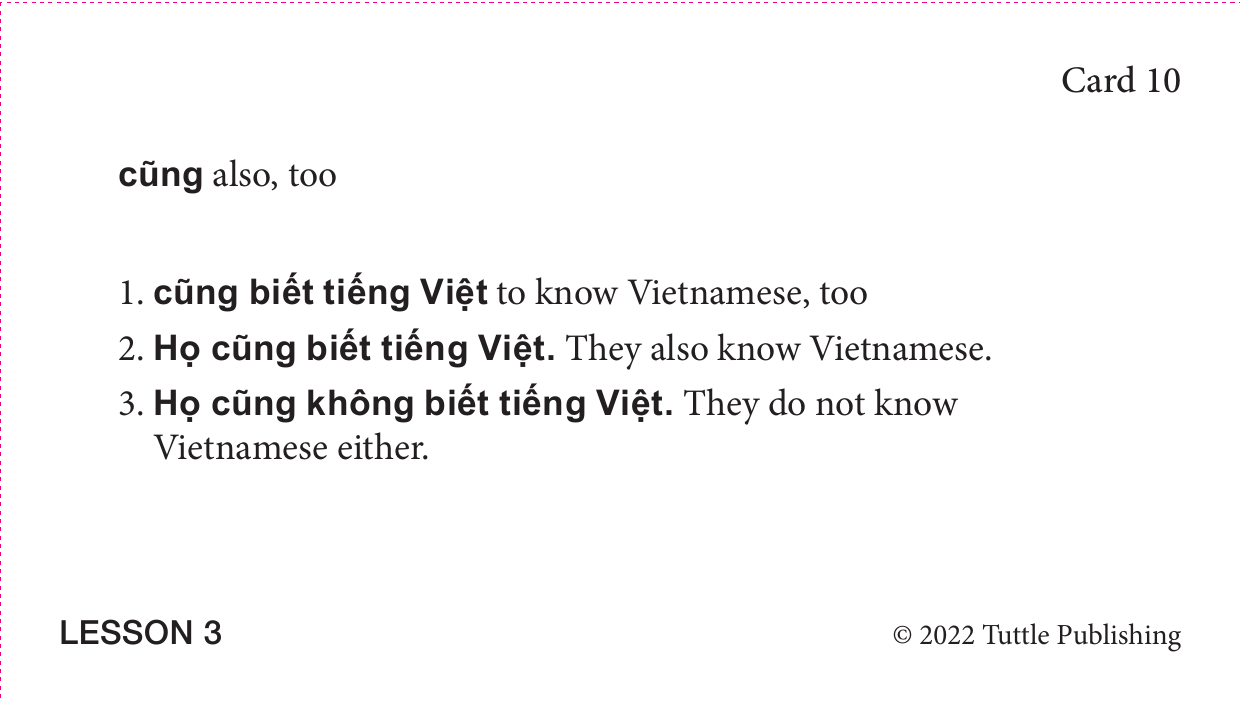 Card 10
cũng also, too
1. cũng biết tiếng Việt to know Vietnamese, too
2. Họ cũng biết tiếng Việt. They also know Vietnamese.
3. Họ cũng không biết tiếng Việt. They do not know
Vietnamese either.
LESSON 3
© 2022 Tuttle Publishing